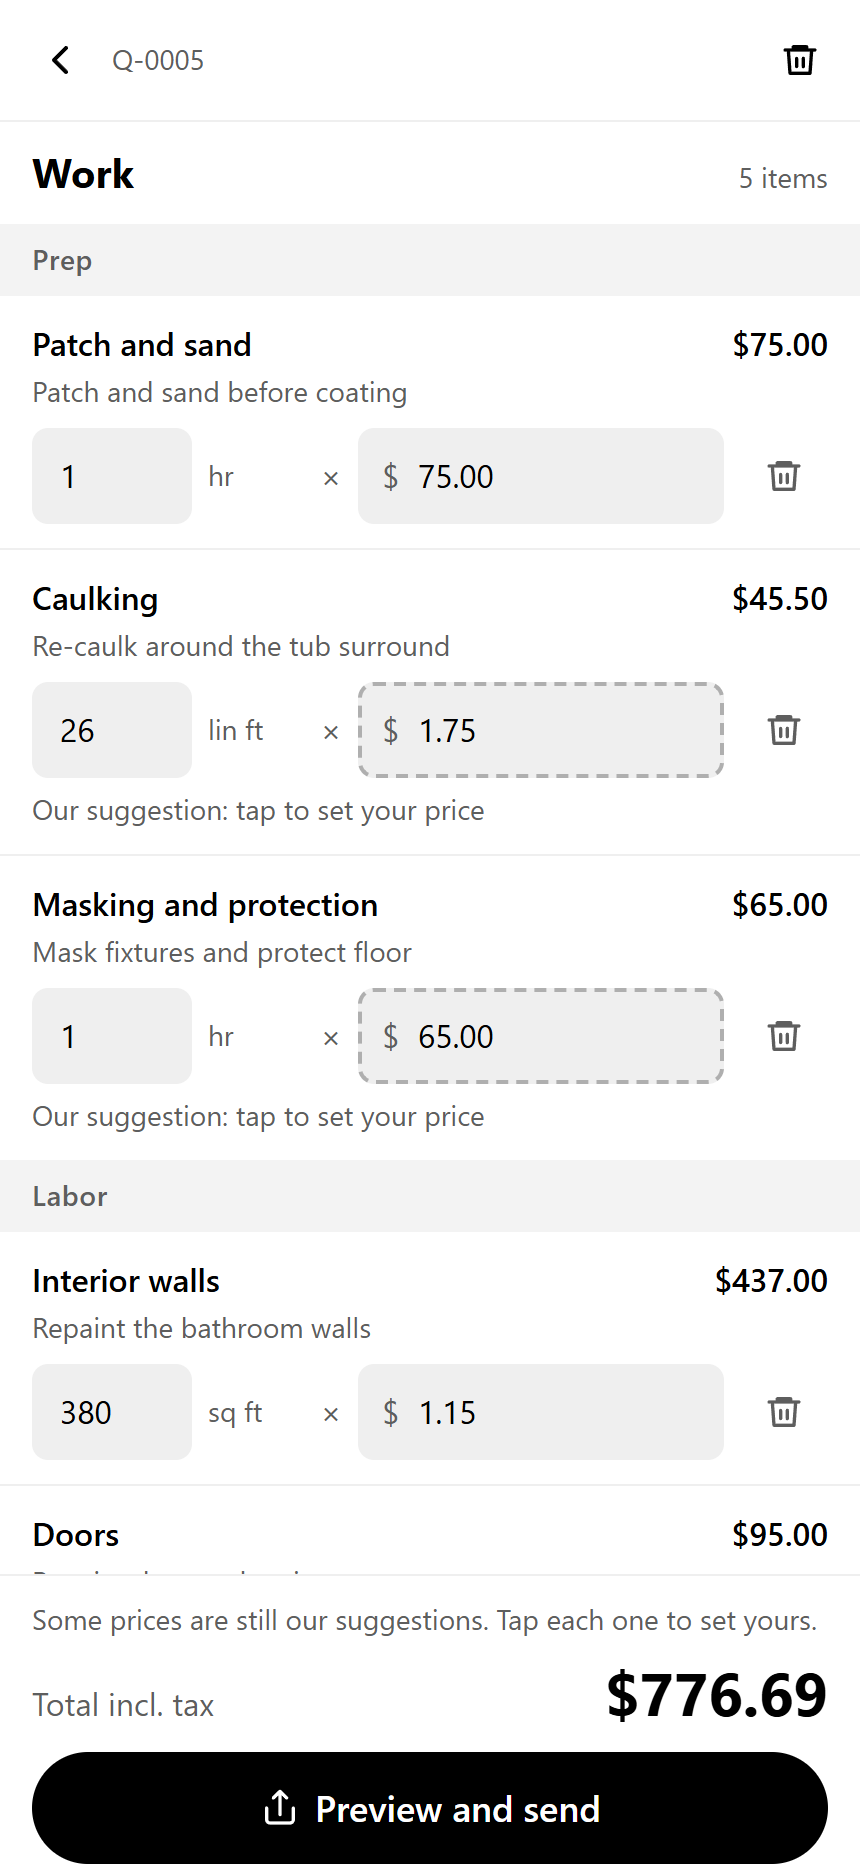 Q-0005
Work
5 items
Prep
Patch and sand
$75.00
Patch and sand before coating
1 hr × $ 75.00
Caulking
$45.50
Re-caulk around the tub surround
26 lin ft × $ 1.75
Our suggestion: tap to set your price
Masking and protection
$65.00
Mask fixtures and protect floor
1 hr × $ 65.00
Our suggestion: tap to set your price
Labor
Interior walls
$437.00
Repaint the bathroom walls
380 sq ft × $ 1.15
Doors
$95.00
Some prices are still our suggestions. Tap each one to set yours.
Total incl. tax
$776.69
Preview and send